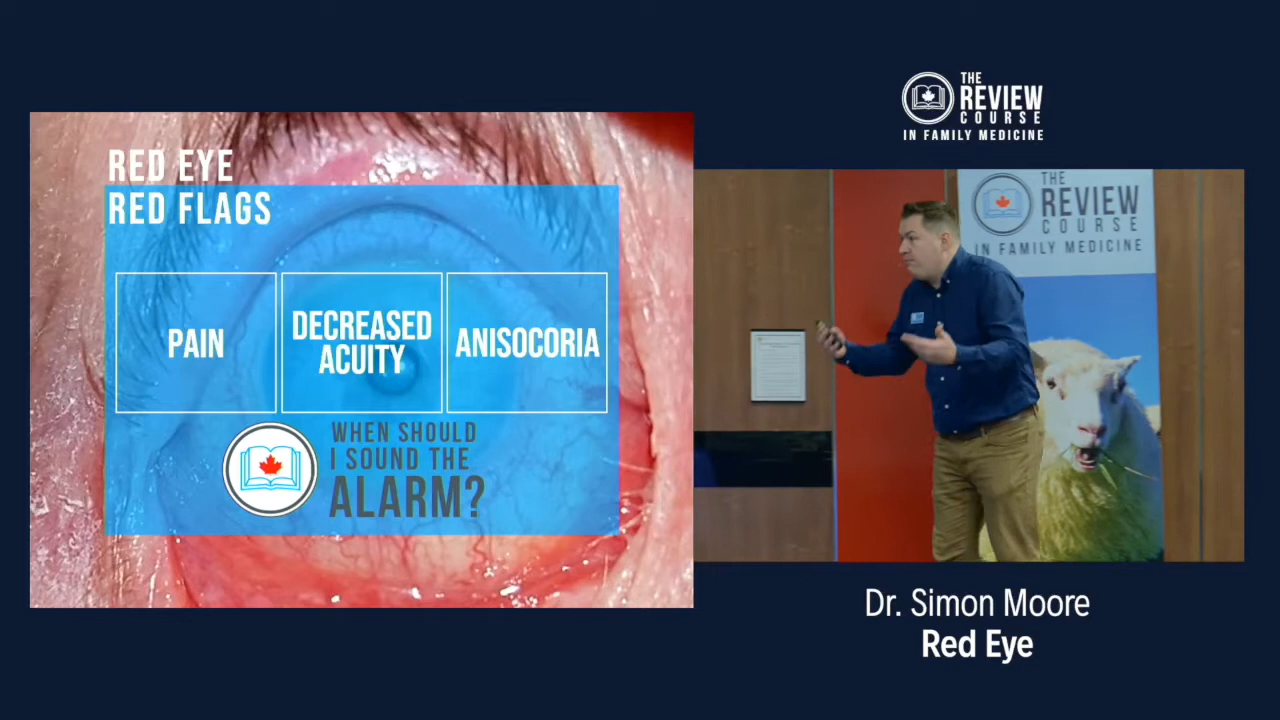 RED EYE
RED FLAGS
PAIN
DECREASED
ACUITY
ANISOCORIA
WHEN SHOULD
I SOUND THE
ALARM?
THE
REVIEW
COURSE
IN FAMILY MEDICINE
THE
REVIEW
COURSE
IN FAMILY MEDICINE
Dr. Simon Moore
Red Eye